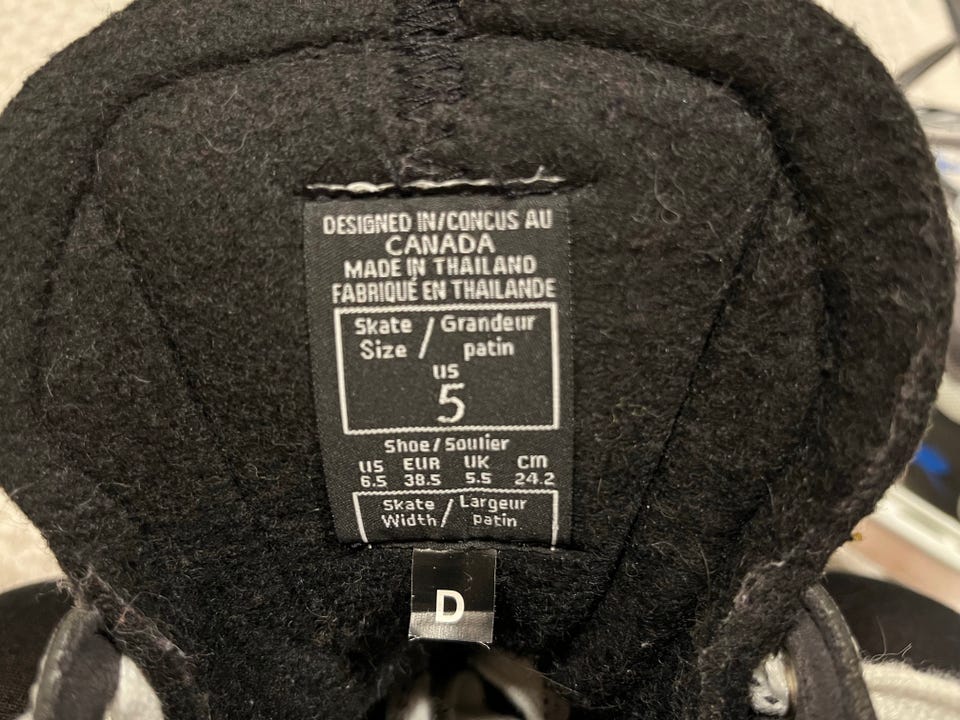 DESIGNED IN/CONCUS AU
CANADA
MADE IN THAILAND
FABRIQUÉ EN THAILANDE
Skate / Grandeur
Size / patin
US
5
Shoe/Soulier
US EUR UK CM
6.5 38.5 5.5 24.2
Skate / Largeur
Width / patin
D